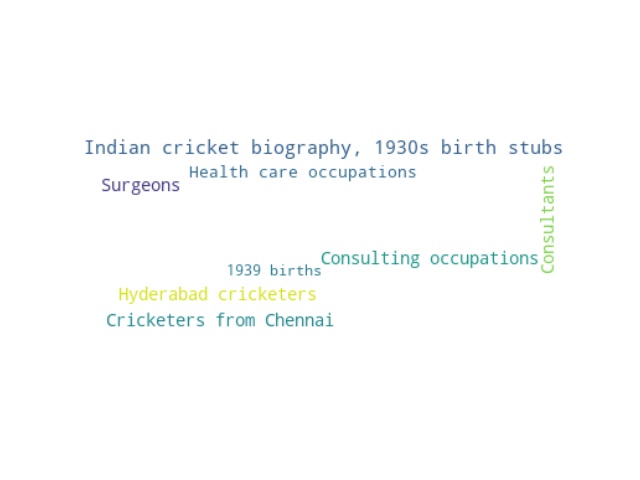 Indian cricket biography, 1930s birth stubs
Health care occupations
Surgeons
Consultants
Consulting occupations
1939 births
Hyderabad cricketers
Cricketers from Chennai